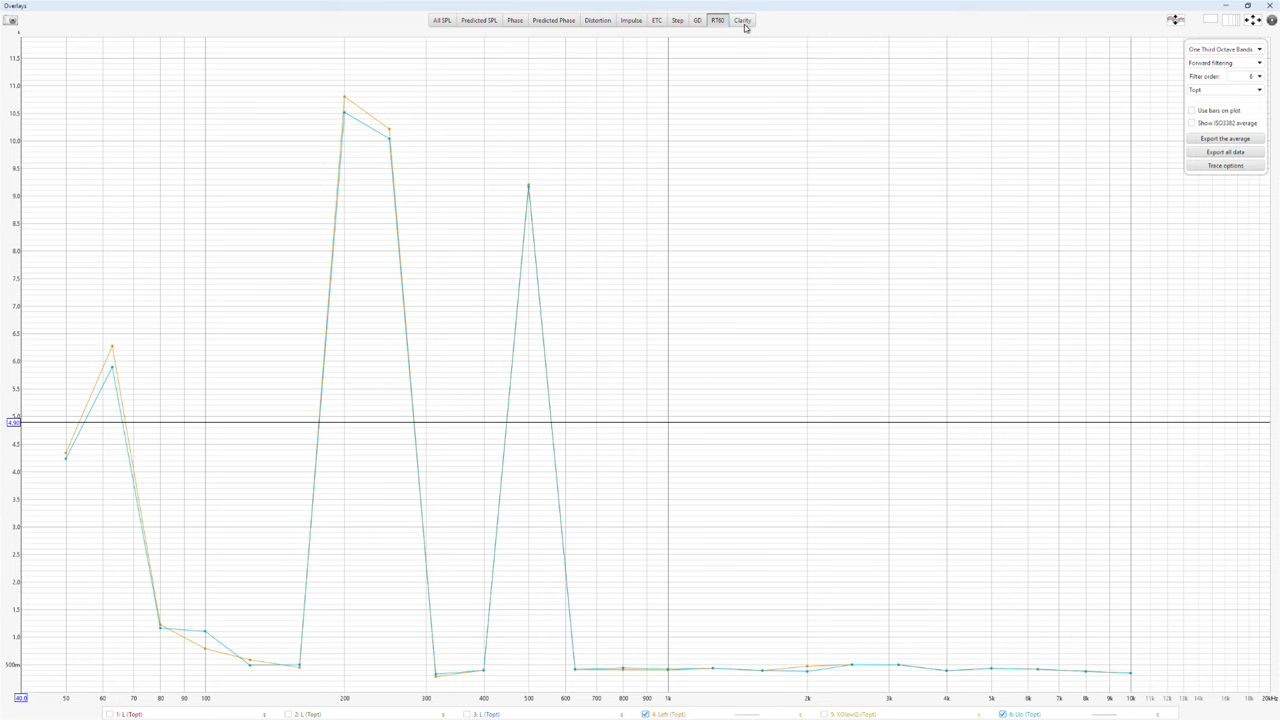 Overlays
All SPL Predicted SPL Phase Predicted Phase Distortion Impulse ETC Step GD RT60 Clarity
s
One Third Octave Bands
Forward filtering
Filter order: 6
Topt
Use bars on plot
Show ISO3382 average
Export the average
Export all data
Trace options
11.5
11.0
10.5
10.0
9.5
9.0
8.5
8.0
7.5
7.0
6.5
6.0
5.5
5.0
4.90
4.5
4.0
3.5
3.0
2.5
2.0
1.5
1.0
500m
40.0 50 60 70 80 90 100 200 300 400 500 600 700 800 900 1k 2k 3k 4k 5k 6k 7k 8k 9k 10k 11k 12k 13k 14k 16k 18k 20kHz
1: L (Topt) s 2: L (Topt) s 3: L (Topt) s 4: Left (Topt) s (Topt) s (Topt) s